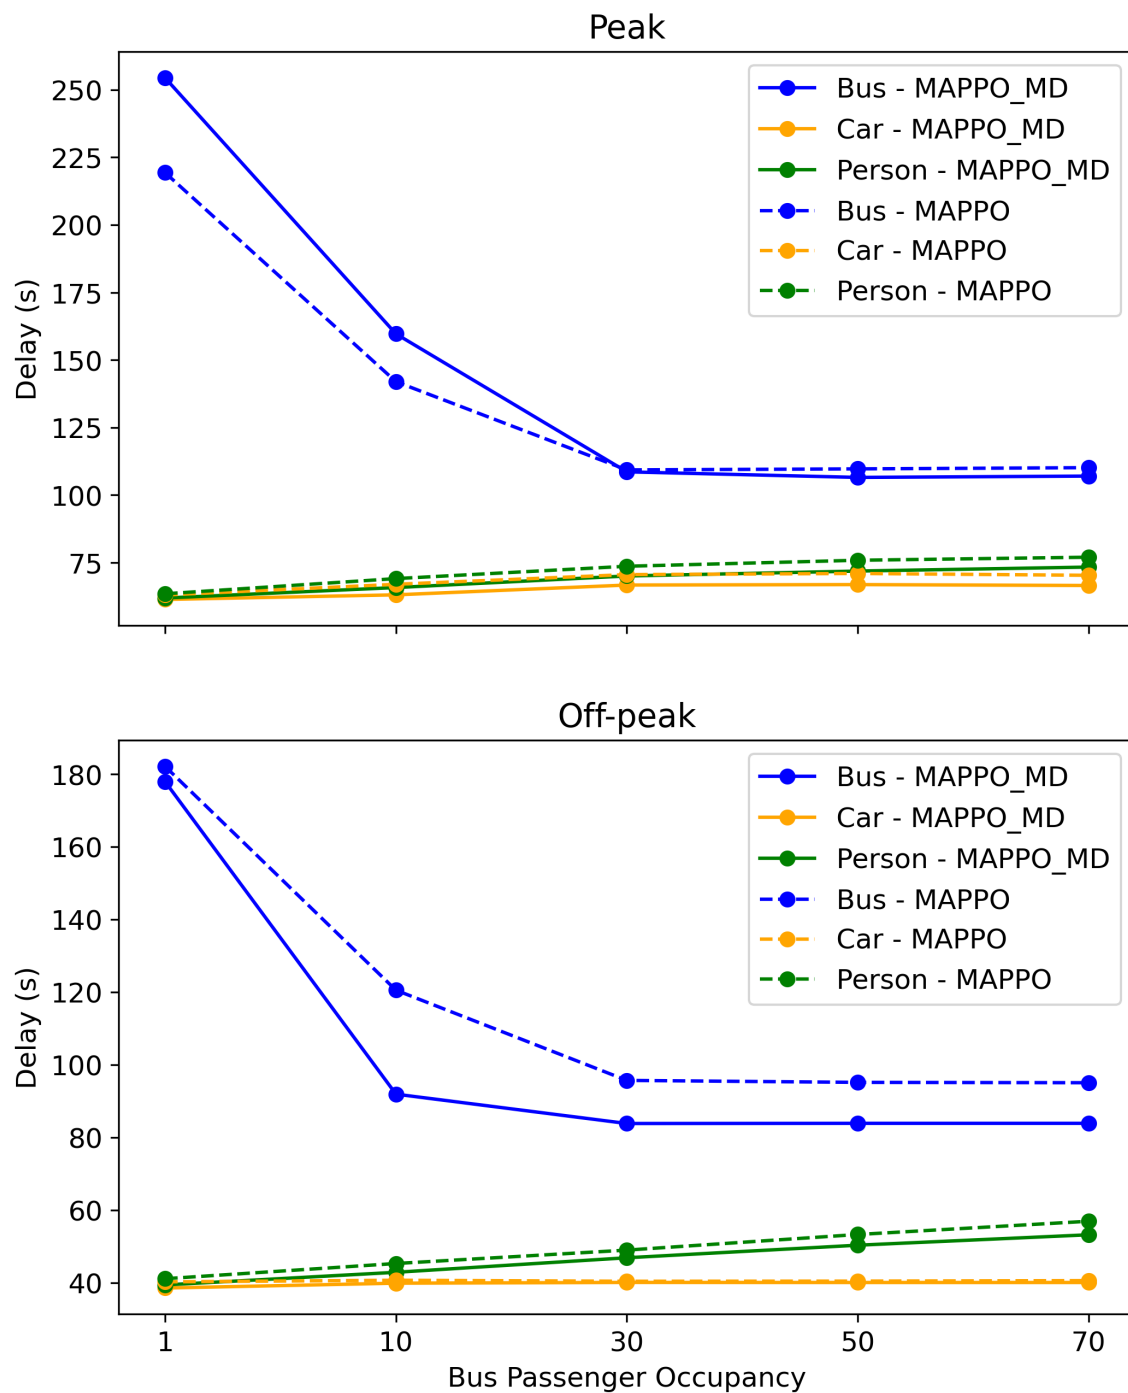 Peak
250
225
200
175
150
125
100
75
Delay (s)
Bus - MAPPO_MD
Car - MAPPO_MD
Person - MAPPO_MD
Bus - MAPPO
Car - MAPPO
Person - MAPPO
Off-peak
180
160
140
120
100
80
60
40
Delay (s)
Bus - MAPPO_MD
Car - MAPPO_MD
Person - MAPPO_MD
Bus - MAPPO
Car - MAPPO
Person - MAPPO
1 10 30 50 70
Bus Passenger Occupancy